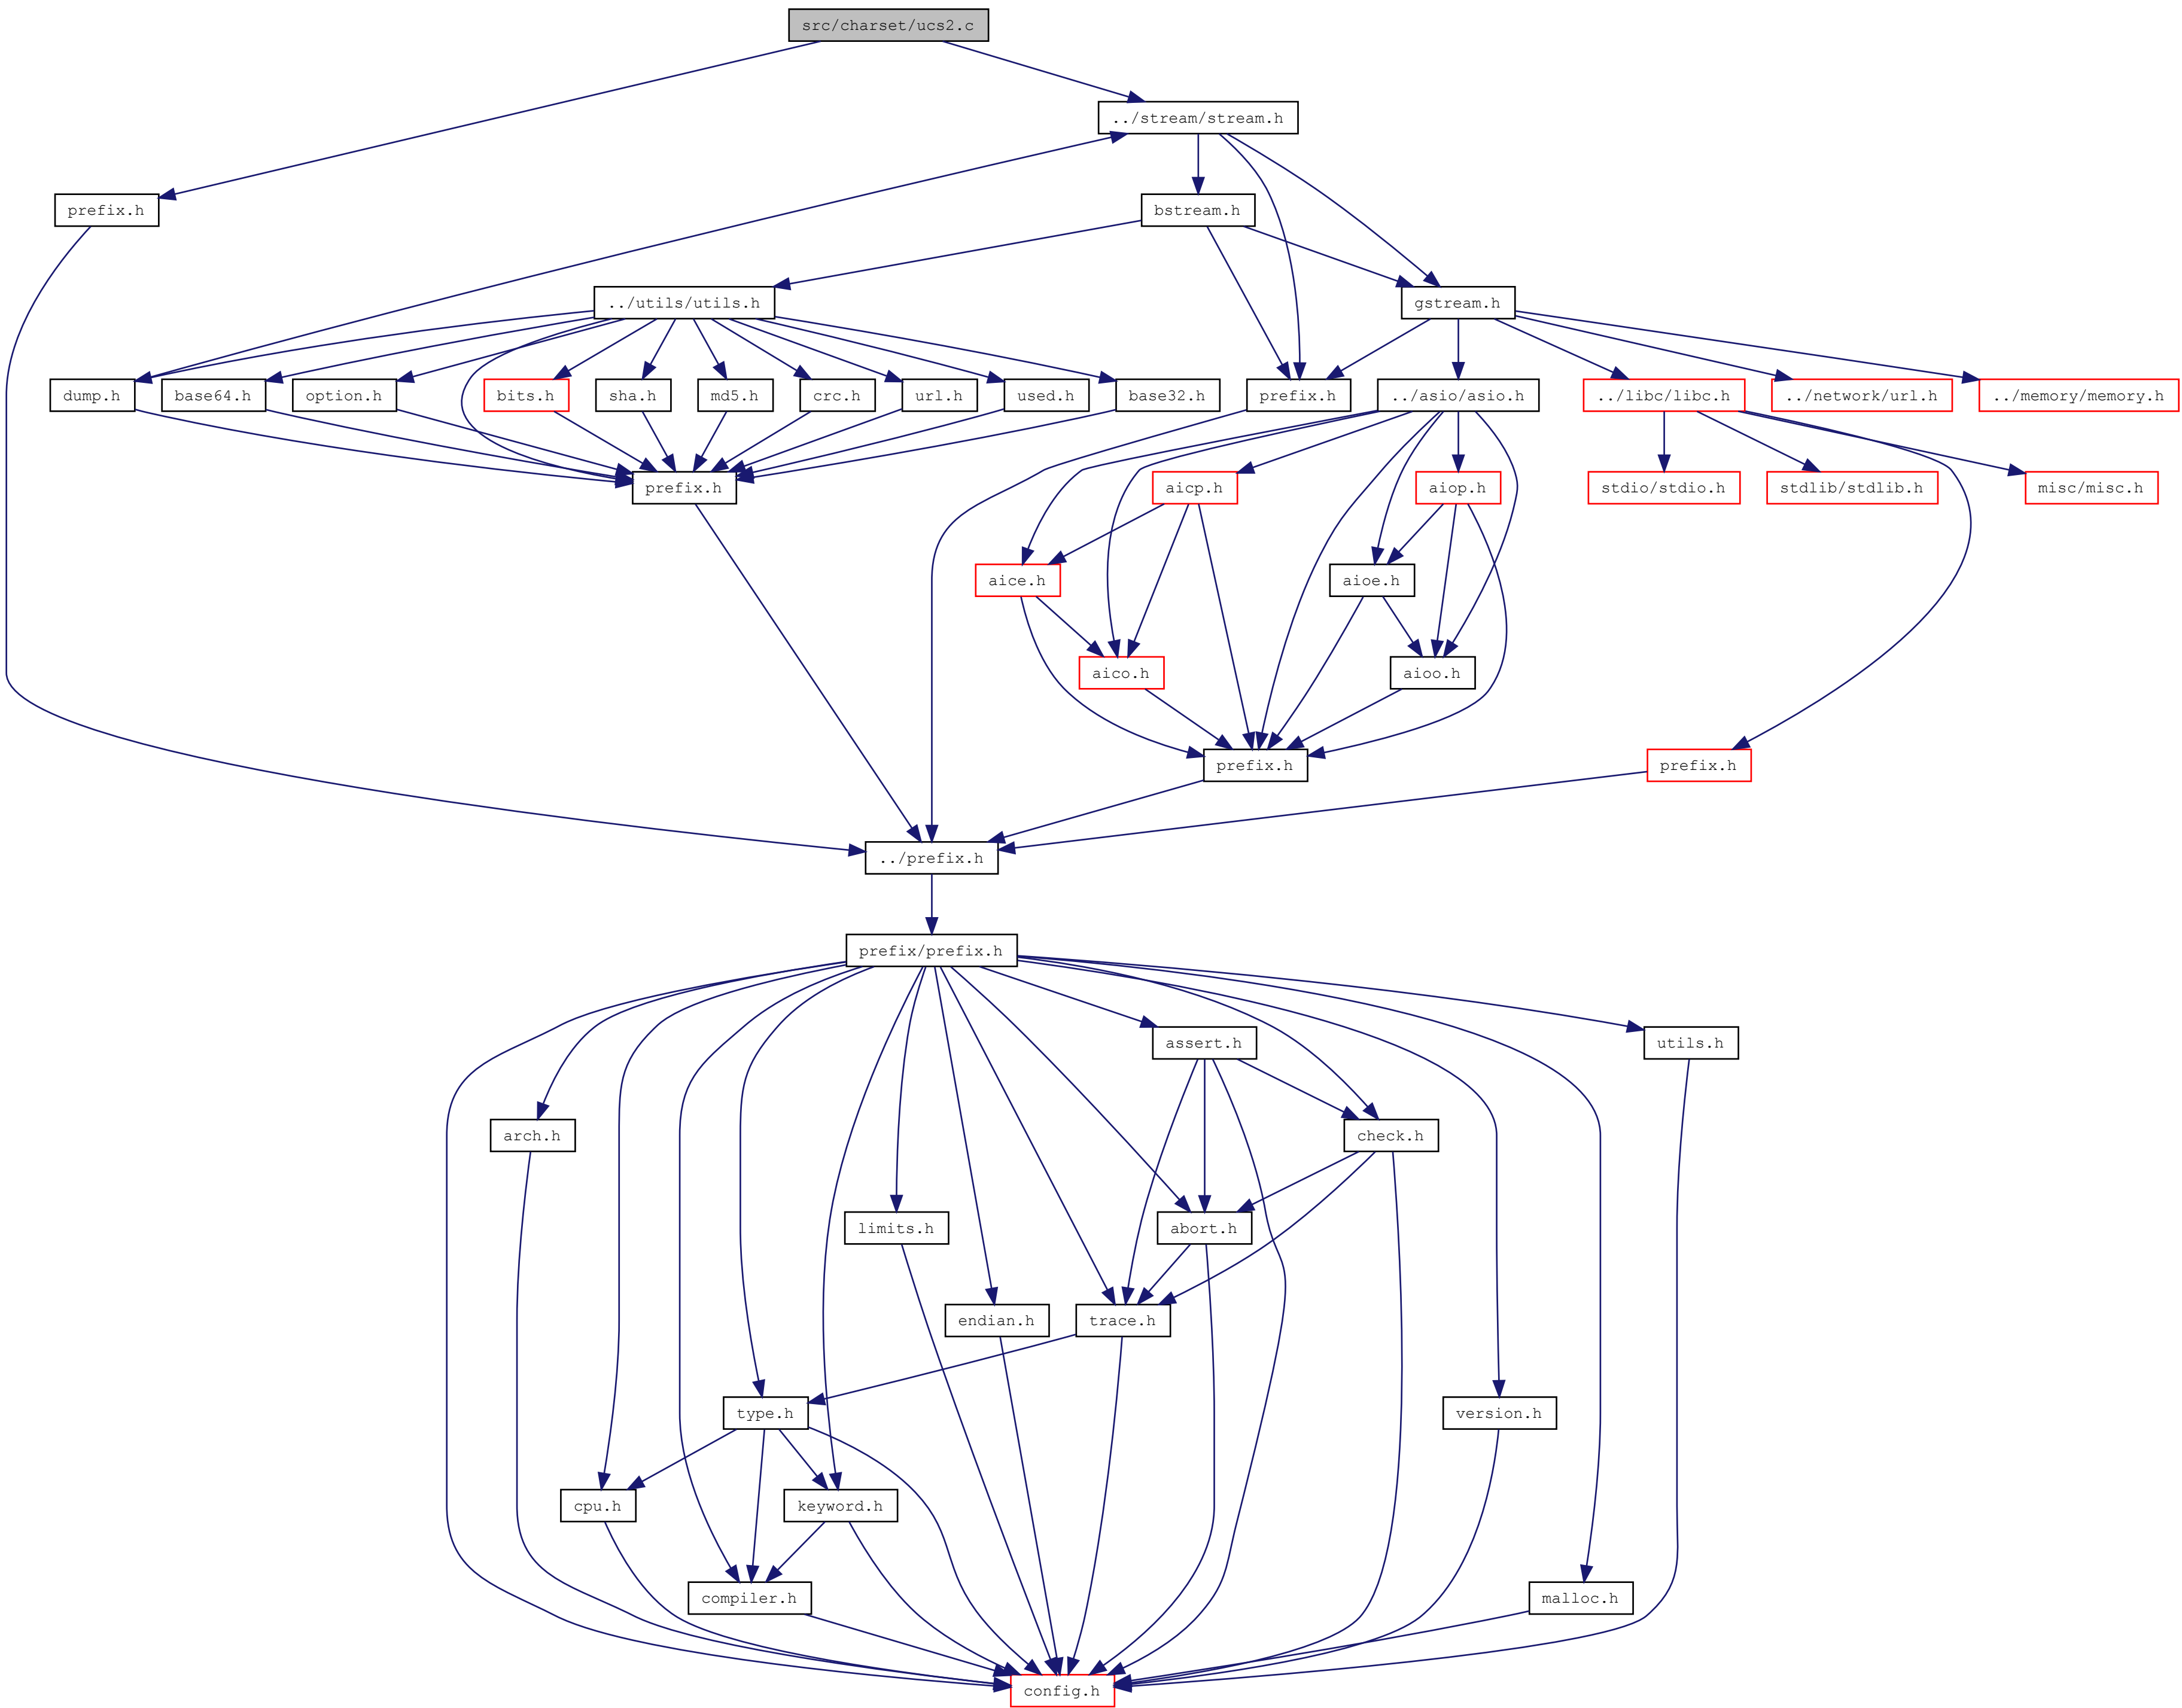 src/charset/ucs2.c
../stream/stream.h
prefix.h
bstream.h
../utils/utils.h
gstream.h
dump.h
base64.h
option.h
bits.h
sha.h
md5.h
crc.h
url.h
used.h
base32.h
prefix.h
../asio/asio.h
../libc/libc.h
../network/url.h
../memory/memory.h
prefix.h
aicp.h
aiop.h
stdio/stdio.h
stdlib/stdlib.h
misc/misc.h
aice.h
aioe.h
aico.h
aioo.h
prefix.h
prefix.h
../prefix.h
prefix/prefix.h
assert.h
utils.h
arch.h
check.h
limits.h
abort.h
endian.h
trace.h
type.h
version.h
cpu.h
keyword.h
compiler.h
malloc.h
config.h